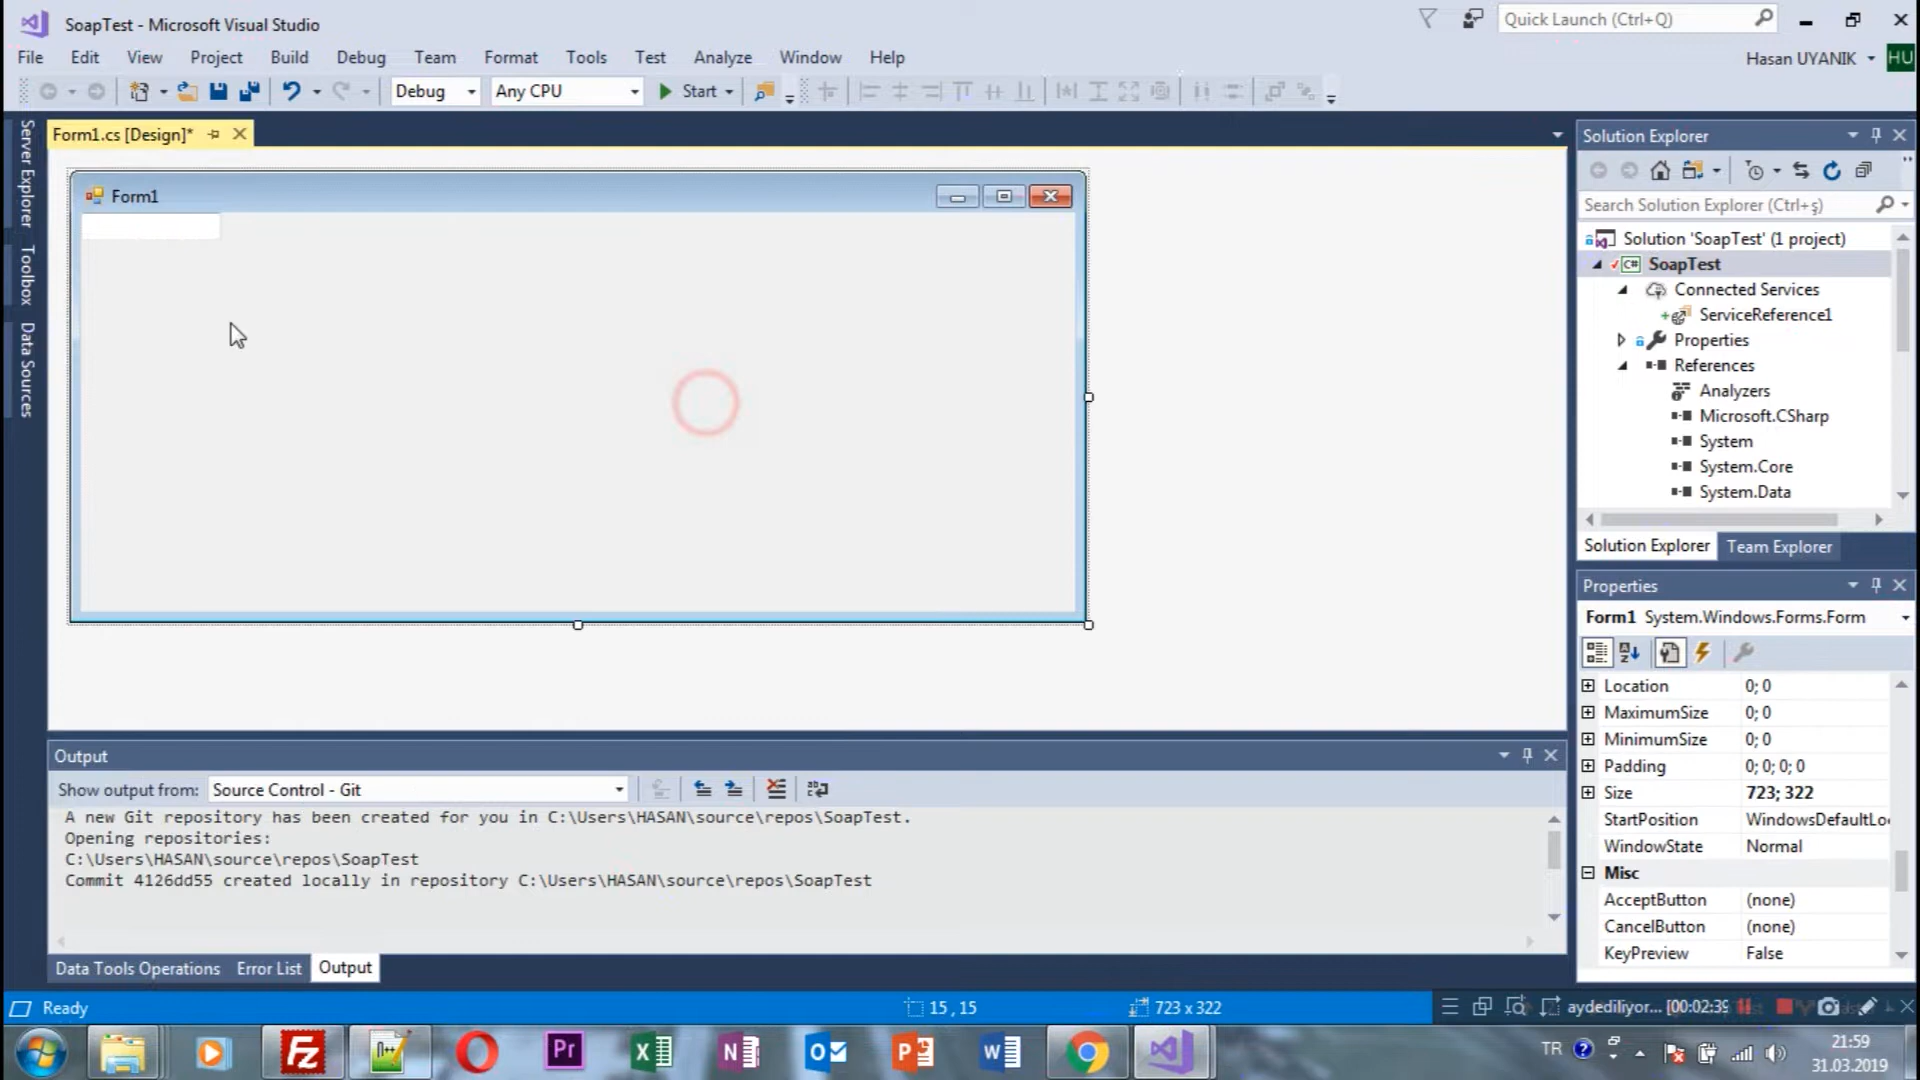 SoapTest - Microsoft Visual Studio
Quick Launch (Ctrl+Q)
File Edit View Project Build Debug Team Format Tools Test Analyze Window Help
Hasan UYANIK
HU
Debug
Any CPU
Start
Server Explorer
Toolbox
Data Sources
Form1.cs [Design]*
Form1
Solution Explorer
Search Solution Explorer (Ctrl+ş)
Solution 'SoapTest' (1 project)
C# SoapTest
Connected Services
ServiceReference1
Properties
References
Analyzers
Microsoft.CSharp
System
System.Core
System.Data
Solution Explorer Team Explorer
Properties
Form1 System.Windows.Forms.Form
Location 0; 0
MaximumSize 0; 0
MinimumSize 0; 0
Padding 0; 0; 0; 0
Size 723; 322
StartPosition WindowsDefaultLo
WindowState Normal
Misc
AcceptButton (none)
CancelButton (none)
KeyPreview False
Output
Show output from: Source Control - Git
A new Git repository has been created for you in C:\Users\HASAN\source\repos\SoapTest.
Opening repositories:
C:\Users\HASAN\source\repos\SoapTest
Commit 4126dd55 created locally in repository C:\Users\HASAN\source\repos\SoapTest
Data Tools Operations Error List Output
Ready
15 , 15
723 x 322
aydediliyor... [00:02:39
Fz
n++
Pr
TR
21:59
31.03.2019